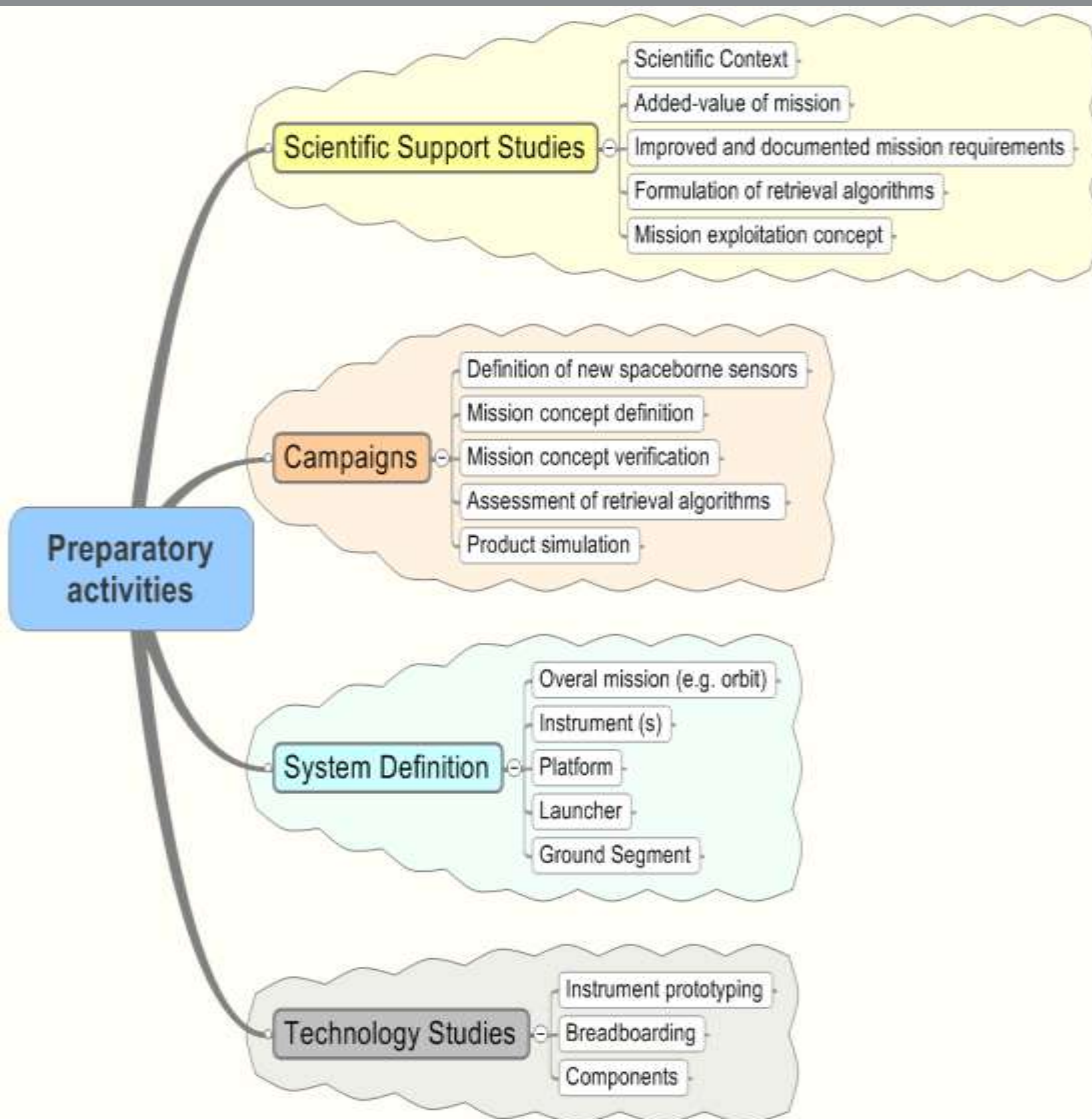 Preparatory
activities
Scientific Support Studies
Scientific Context
Added-value of mission
Improved and documented mission requirements
Formulation of retrieval algorithms
Mission exploitation concept
Campaigns
Definition of new spaceborne sensors
Mission concept definition
Mission concept verification
Assessment of retrieval algorithms
Product simulation
System Definition
Overal mission (e.g. orbit)
Instrument (s)
Platform
Launcher
Ground Segment
Technology Studies
Instrument prototyping
Breadboarding
Components